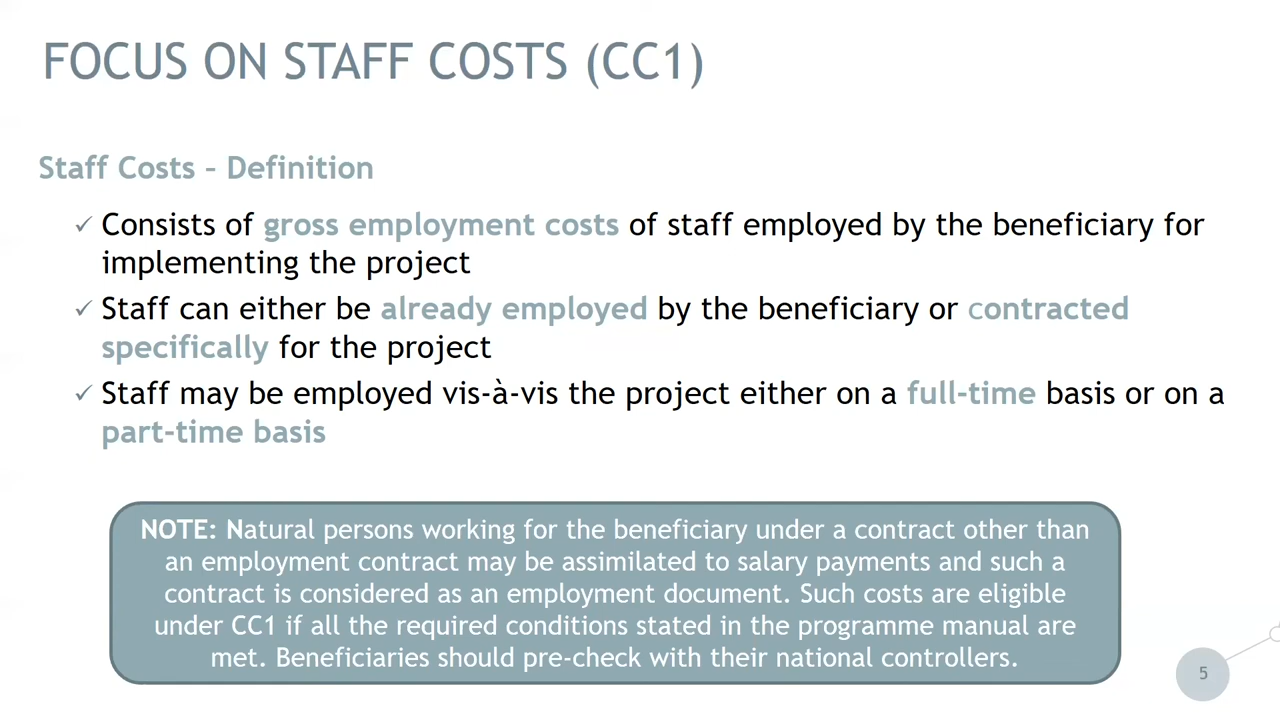 FOCUS ON STAFF COSTS (CC1)
Staff Costs – Definition
✓ Consists of gross employment costs of staff employed by the beneficiary for
implementing the project
✓ Staff can either be already employed by the beneficiary or contracted
specifically for the project
✓ Staff may be employed vis-à-vis the project either on a full-time basis or on a
part-time basis
NOTE: Natural persons working for the beneficiary under a contract other than
an employment contract may be assimilated to salary payments and such a
contract is considered as an employment document. Such costs are eligible
under CC1 if all the required conditions stated in the programme manual are
met. Beneficiaries should pre-check with their national controllers.
5